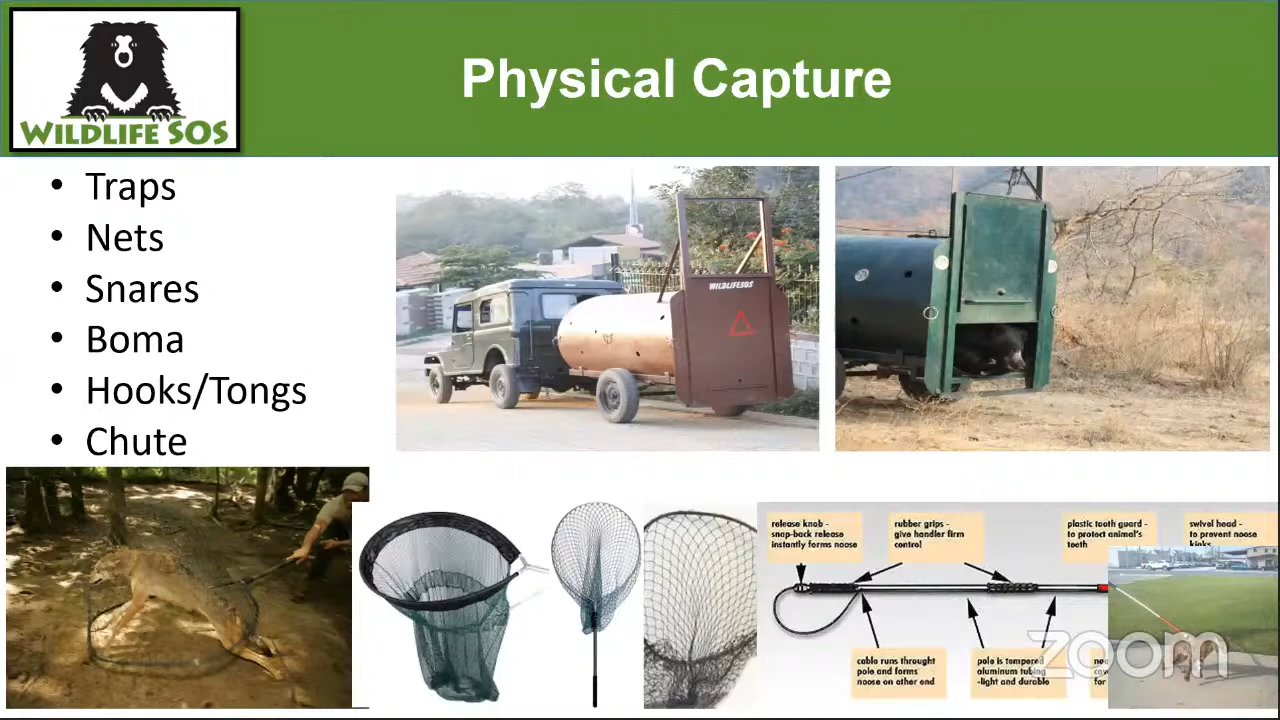 WILDLIFE SOS
Physical Capture
• Traps
• Nets
• Snares
• Boma
• Hooks/Tongs
• Chute
WILDLIFESOS
release knob -
snap-back release
instantly forms noose
rubber grips -
give handler firm
control
plastic tooth guard -
to protect animal's
teeth
swivel head -
to prevent noose
kinks
cable runs throught
pole and forms
noose on other end
pole is tempered
aluminum tubing
-light and durable
zoom